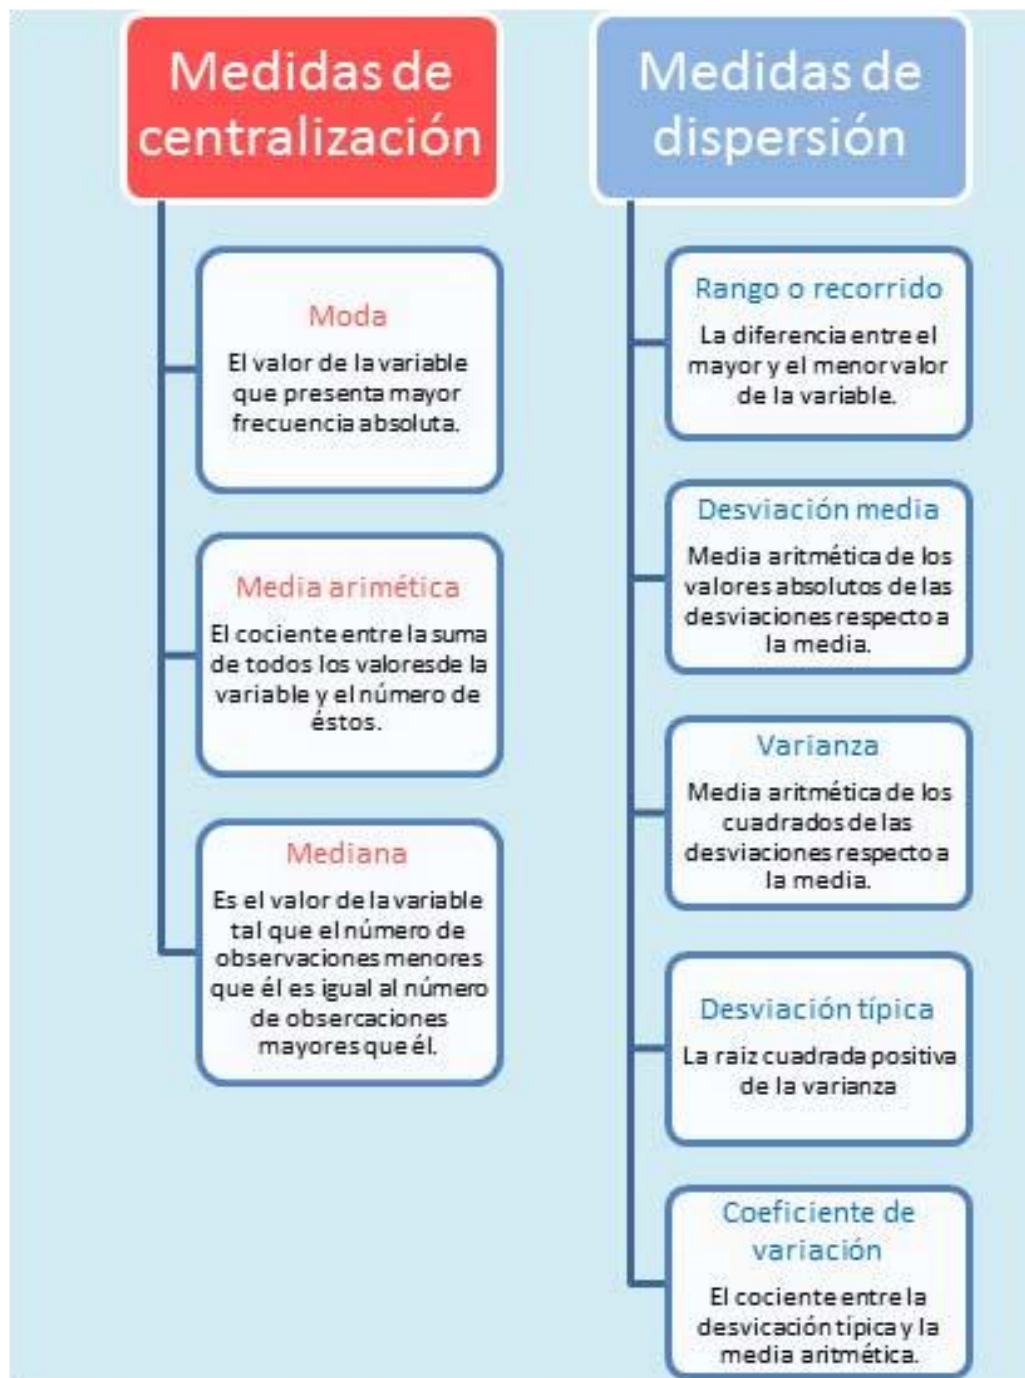 Medidas de
centralización
Moda
El valor de la variable
que presenta mayor
frecuencia absoluta.
Media arimética
El cociente entre la suma
de todos los valores de la
variable y el número de
éstos.
Mediana
Es el valor de la variable
tal que el número de
observaciones menores
que él es igual al número
de obsercaciones
mayores que él.
Medidas de
dispersión
Rango o recorrido
La diferencia entre el
mayor y el menor valor
de la variable.
Desviación media
Media aritmética de los
valores absolutos de las
desviaciones respecto a
la media.
Varianza
Media aritmética de los
cuadrados de las
desviaciones respecto a
la media.
Desviación típica
La raiz cuadrada positiva
de la varianza
Coeficiente de
variación
El cociente entre la
desvicación típica y la
media aritmética.